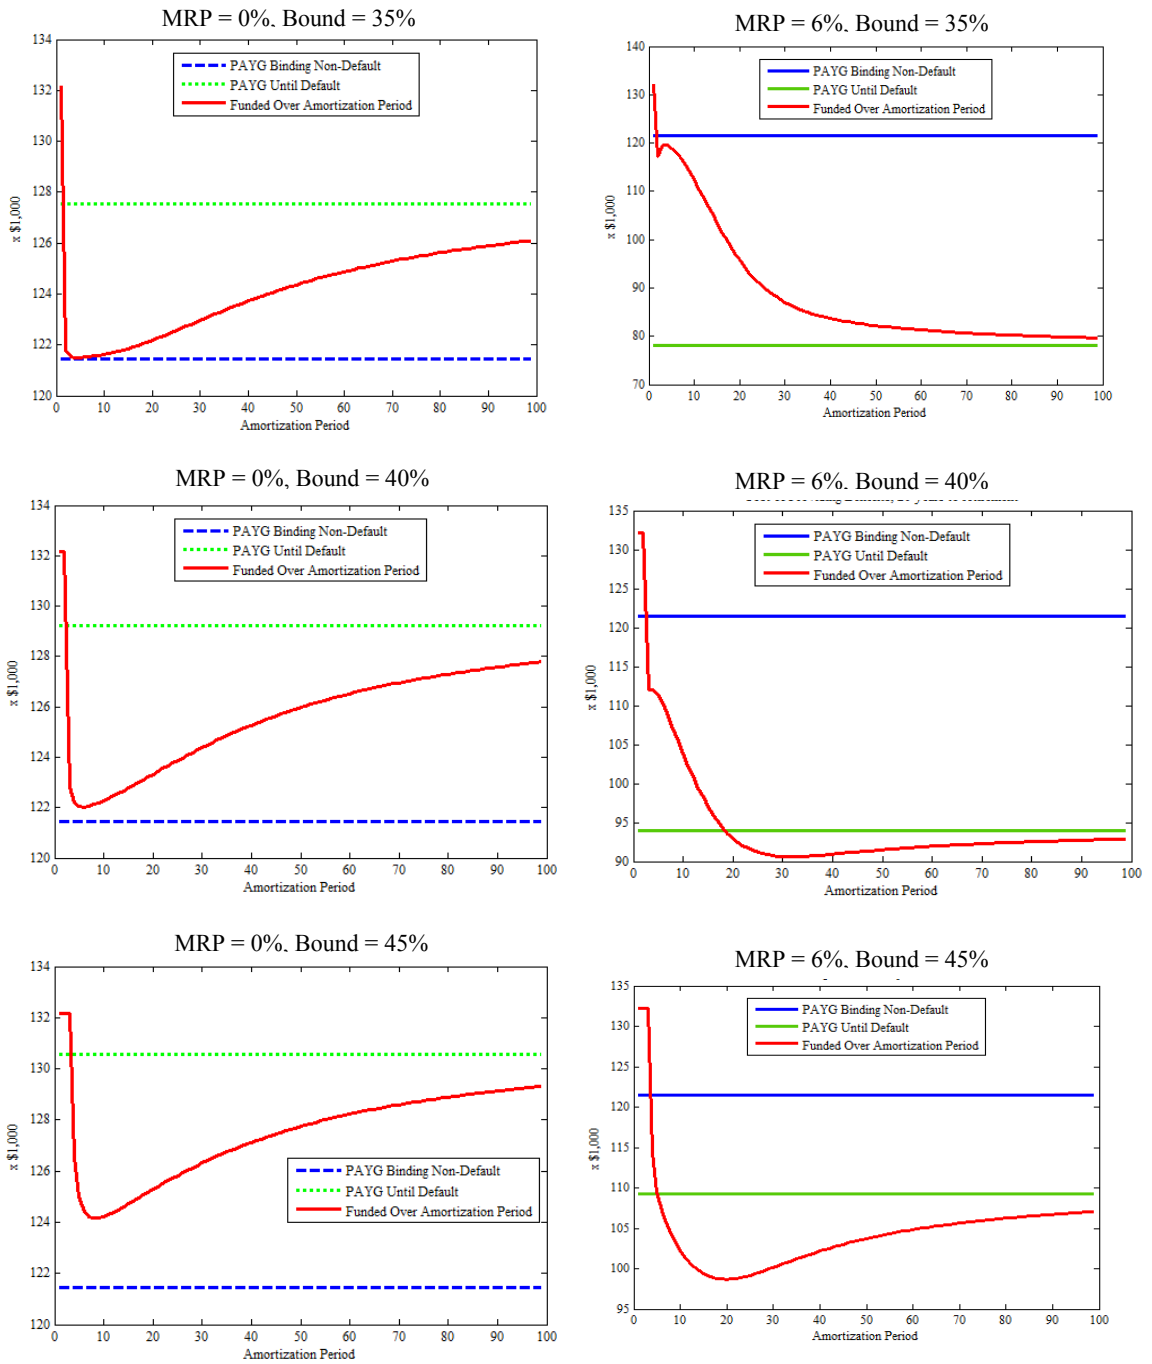 MRP = 0%, Bound = 35%
134
132
130
128
126
124
122
120
x $1,000
PAYG Binding Non-Default
PAYG Until Default
Funded Over Amortization Period
0 10 20 30 40 50 60 70 80 90 100
Amortization Period
MRP = 6%, Bound = 35%
140
130
120
110
100
90
80
70
x $1,000
PAYG Binding Non-Default
PAYG Until Default
Funded Over Amortization Period
0 10 20 30 40 50 60 70 80 90 100
Amortization Period
MRP = 0%, Bound = 40%
134
132
130
128
126
124
122
120
x $1,000
PAYG Binding Non-Default
PAYG Until Default
Funded Over Amortization Period
0 10 20 30 40 50 60 70 80 90 100
Amortization Period
MRP = 6%, Bound = 40%
135
130
125
120
115
110
105
100
95
90
x $1,000
PAYG Binding Non-Default
PAYG Until Default
Funded Over Amortization Period
0 10 20 30 40 50 60 70 80 90 100
Amortization Period
MRP = 0%, Bound = 45%
134
132
130
128
126
124
122
120
x $1,000
PAYG Binding Non-Default
PAYG Until Default
Funded Over Amortization Period
0 10 20 30 40 50 60 70 80 90 100
Amortization Period
MRP = 6%, Bound = 45%
135
130
125
120
115
110
105
100
95
x $1,000
PAYG Binding Non-Default
PAYG Until Default
Funded Over Amortization Period
0 10 20 30 40 50 60 70 80 90 100
Amortization Period